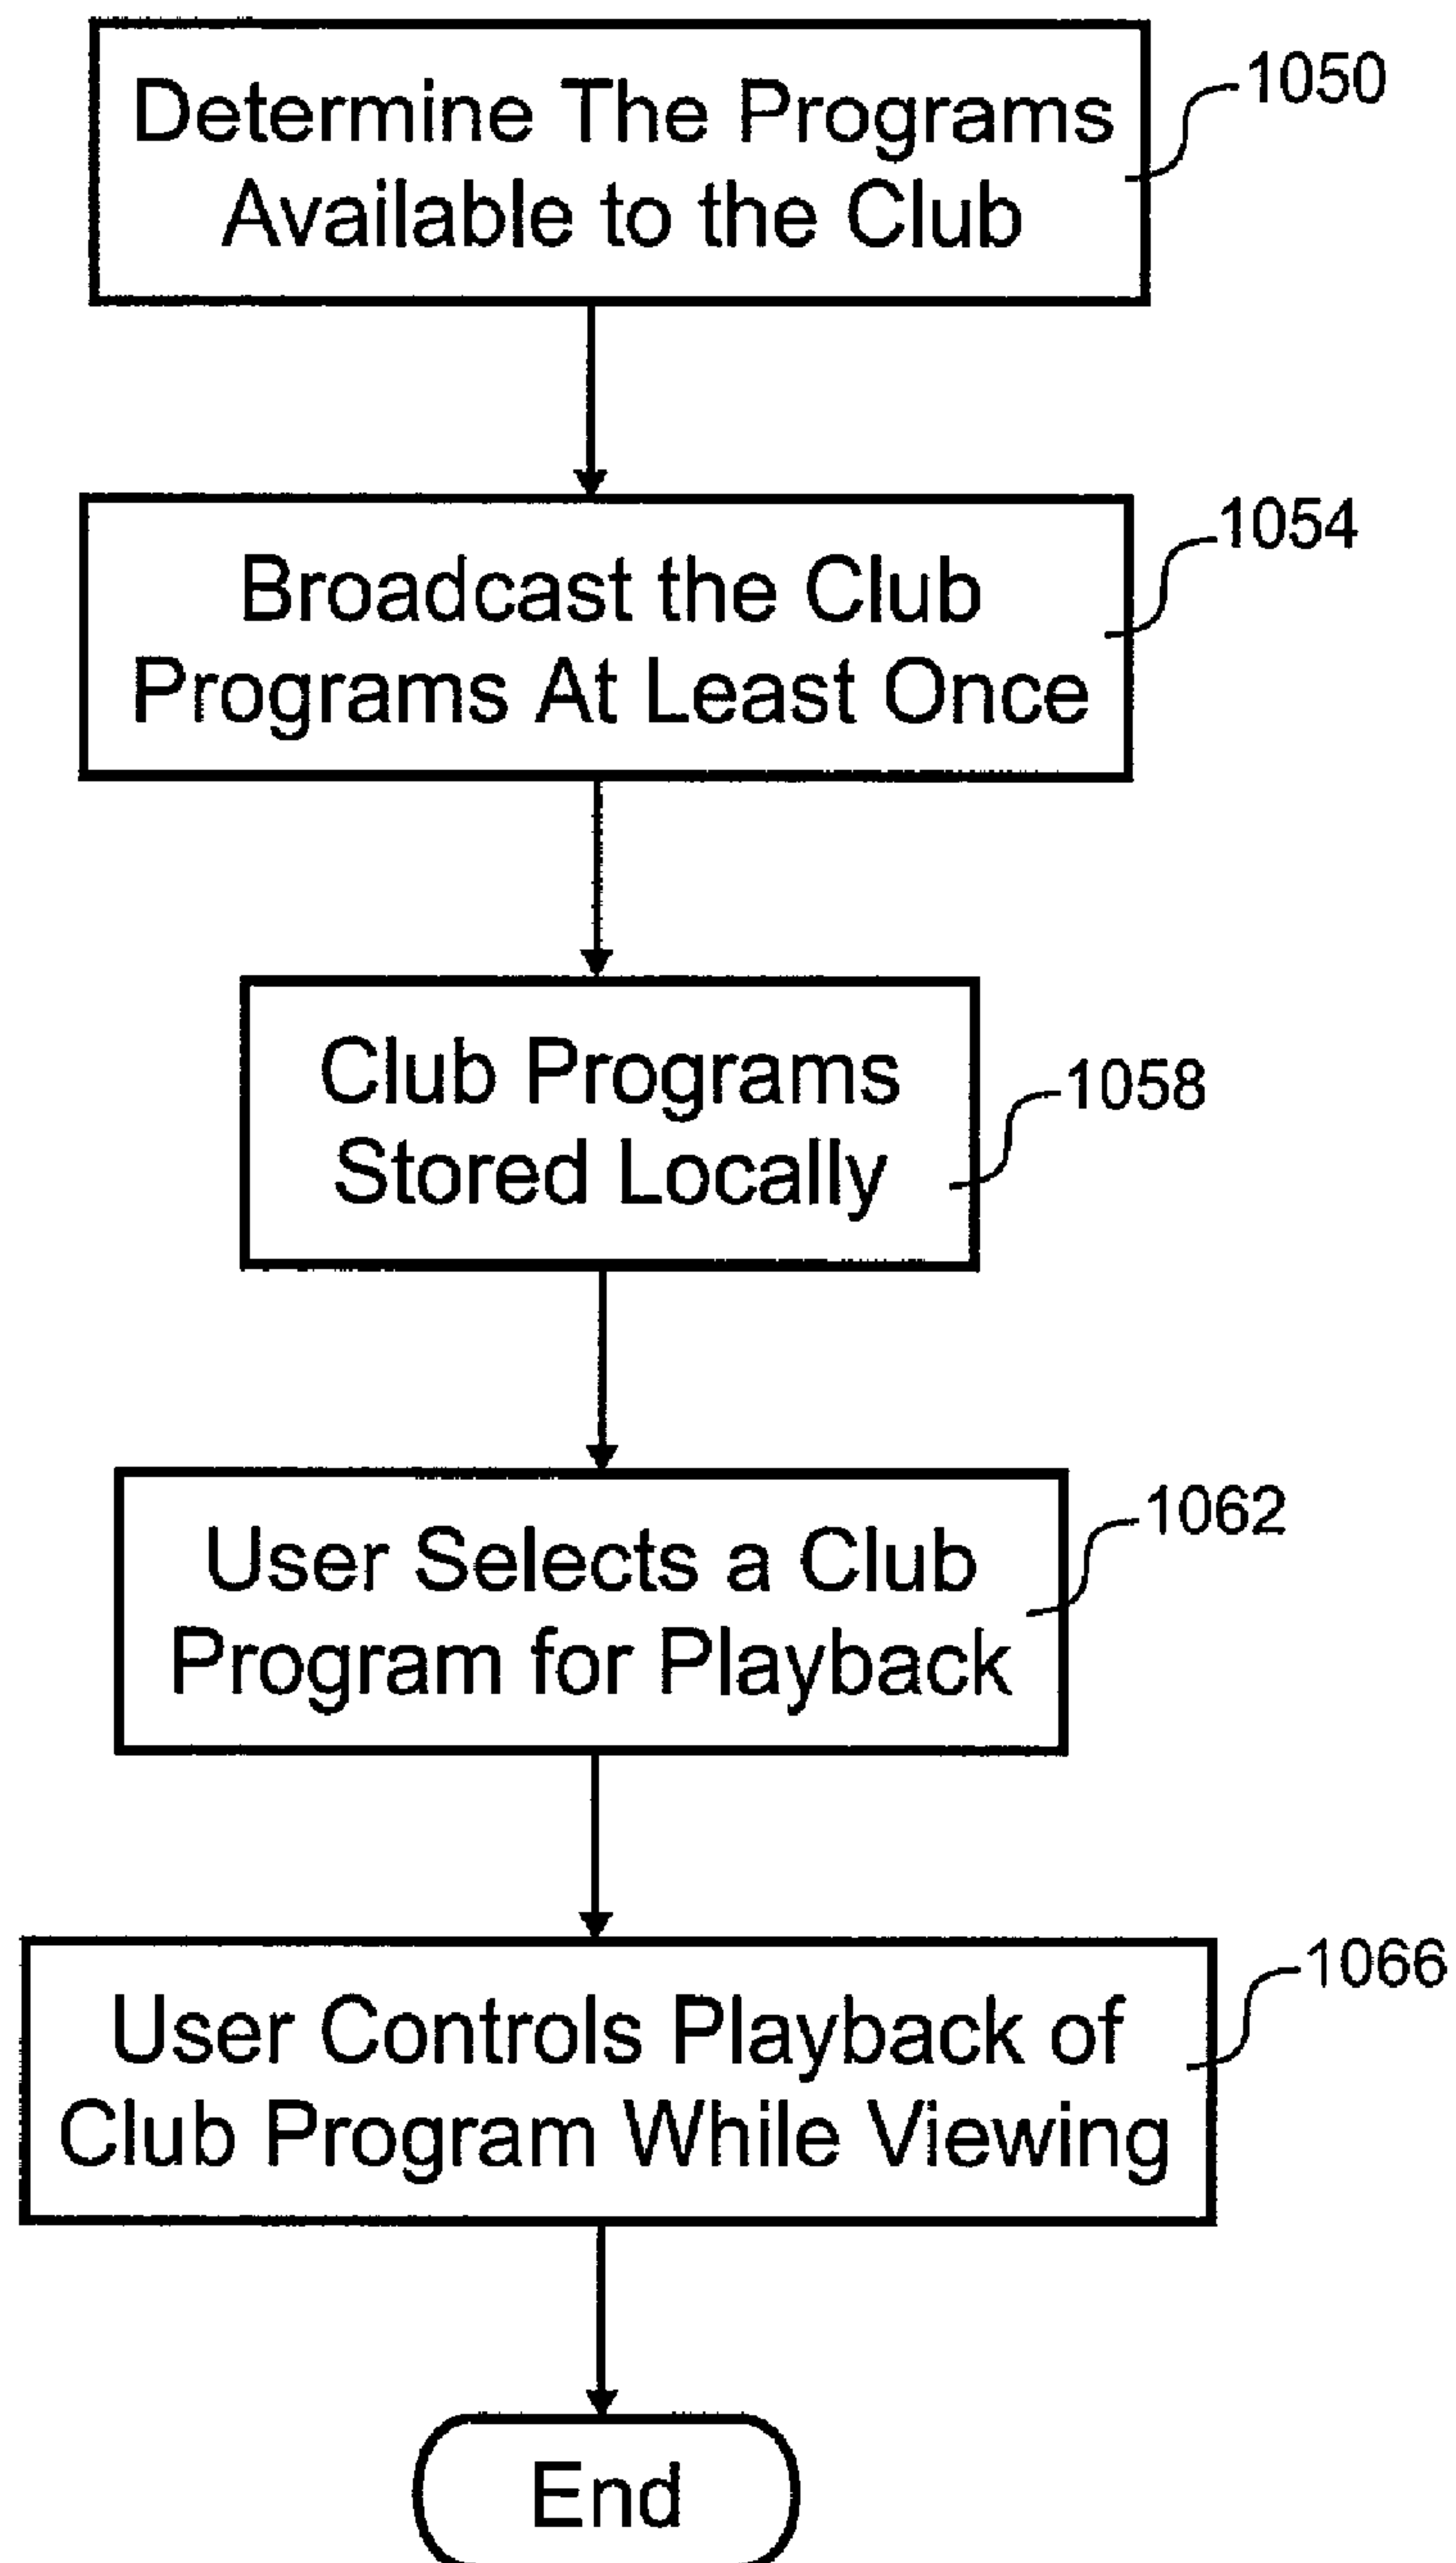 Determine The Programs
Available to the Club
1050
Broadcast the Club
Programs At Least Once
1054
Club Programs
Stored Locally
1058
User Selects a Club
Program for Playback
1062
User Controls Playback of
Club Program While Viewing
1066
End